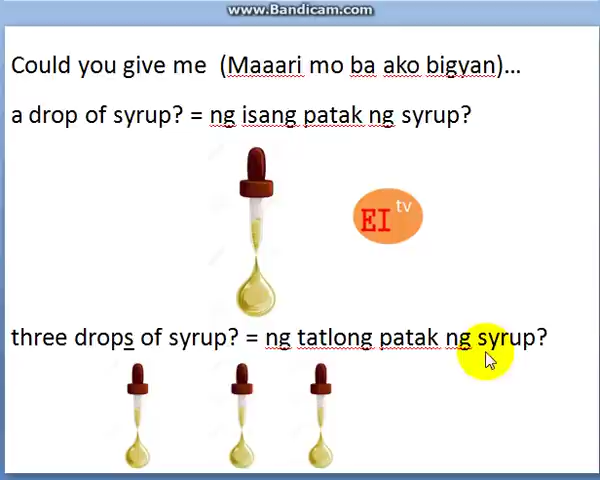 www.Bandicam.com
Could you give me (Maaari mo ba ako bigyan)...
a drop of syrup? = ng isang patak ng syrup?
EI tv
three drops of syrup? = ng tatlong patak ng syrup?